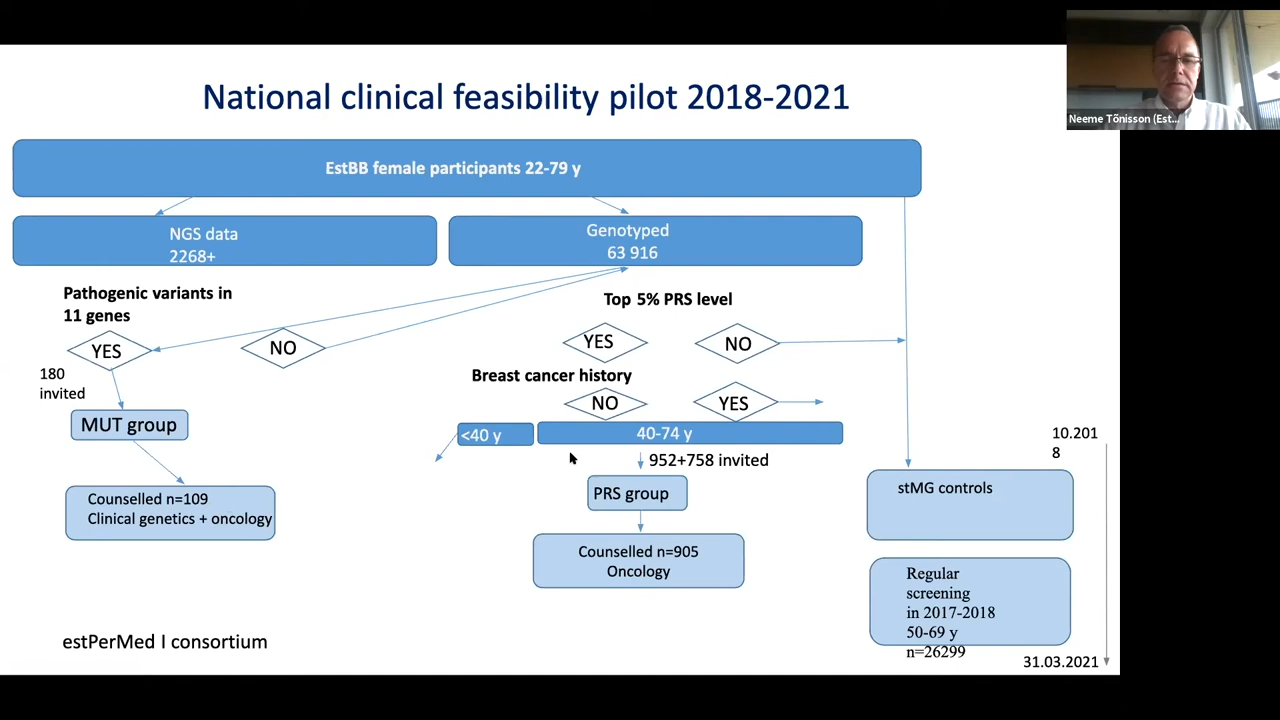 National clinical feasibility pilot 2018-2021
Neeme Tõnisson (Est...
EstBB female participants 22-79 y
NGS data
2268+
Genotyped
63 916
Pathogenic variants in
11 genes
Top 5% PRS level
YES
NO
YES
NO
180
invited
Breast cancer history
NO
YES
MUT group
<40 y
40-74 y
952+758 invited
10.201
8
PRS group
stMG controls
Counselled n=109
Clinical genetics + oncology
Counselled n=905
Oncology
Regular
screening
in 2017-2018
50-69 y
n=26299
estPerMed I consortium
31.03.2021